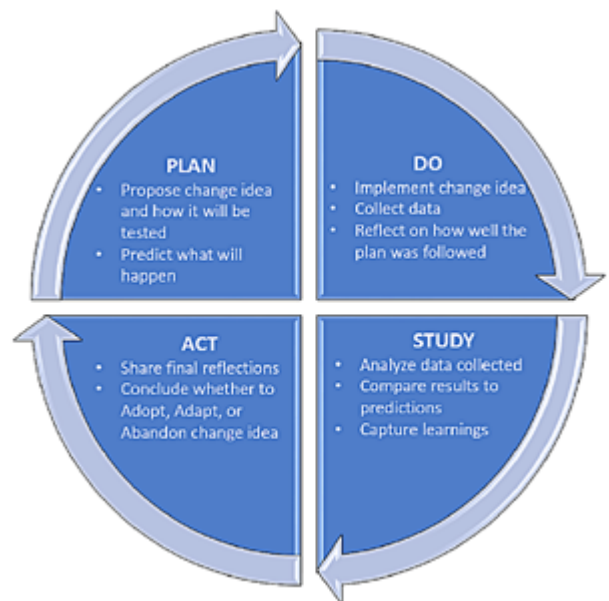 PLAN
• Propose change idea
and how it will be
tested
• Predict what will
happen
DO
• Implement change idea
• Collect data
• Reflect on how well the
plan was followed
ACT
• Share final reflections
• Conclude whether to
Adopt, Adapt, or
Abandon change idea
STUDY
• Analyze data collected
• Compare results to
predictions
• Capture learnings